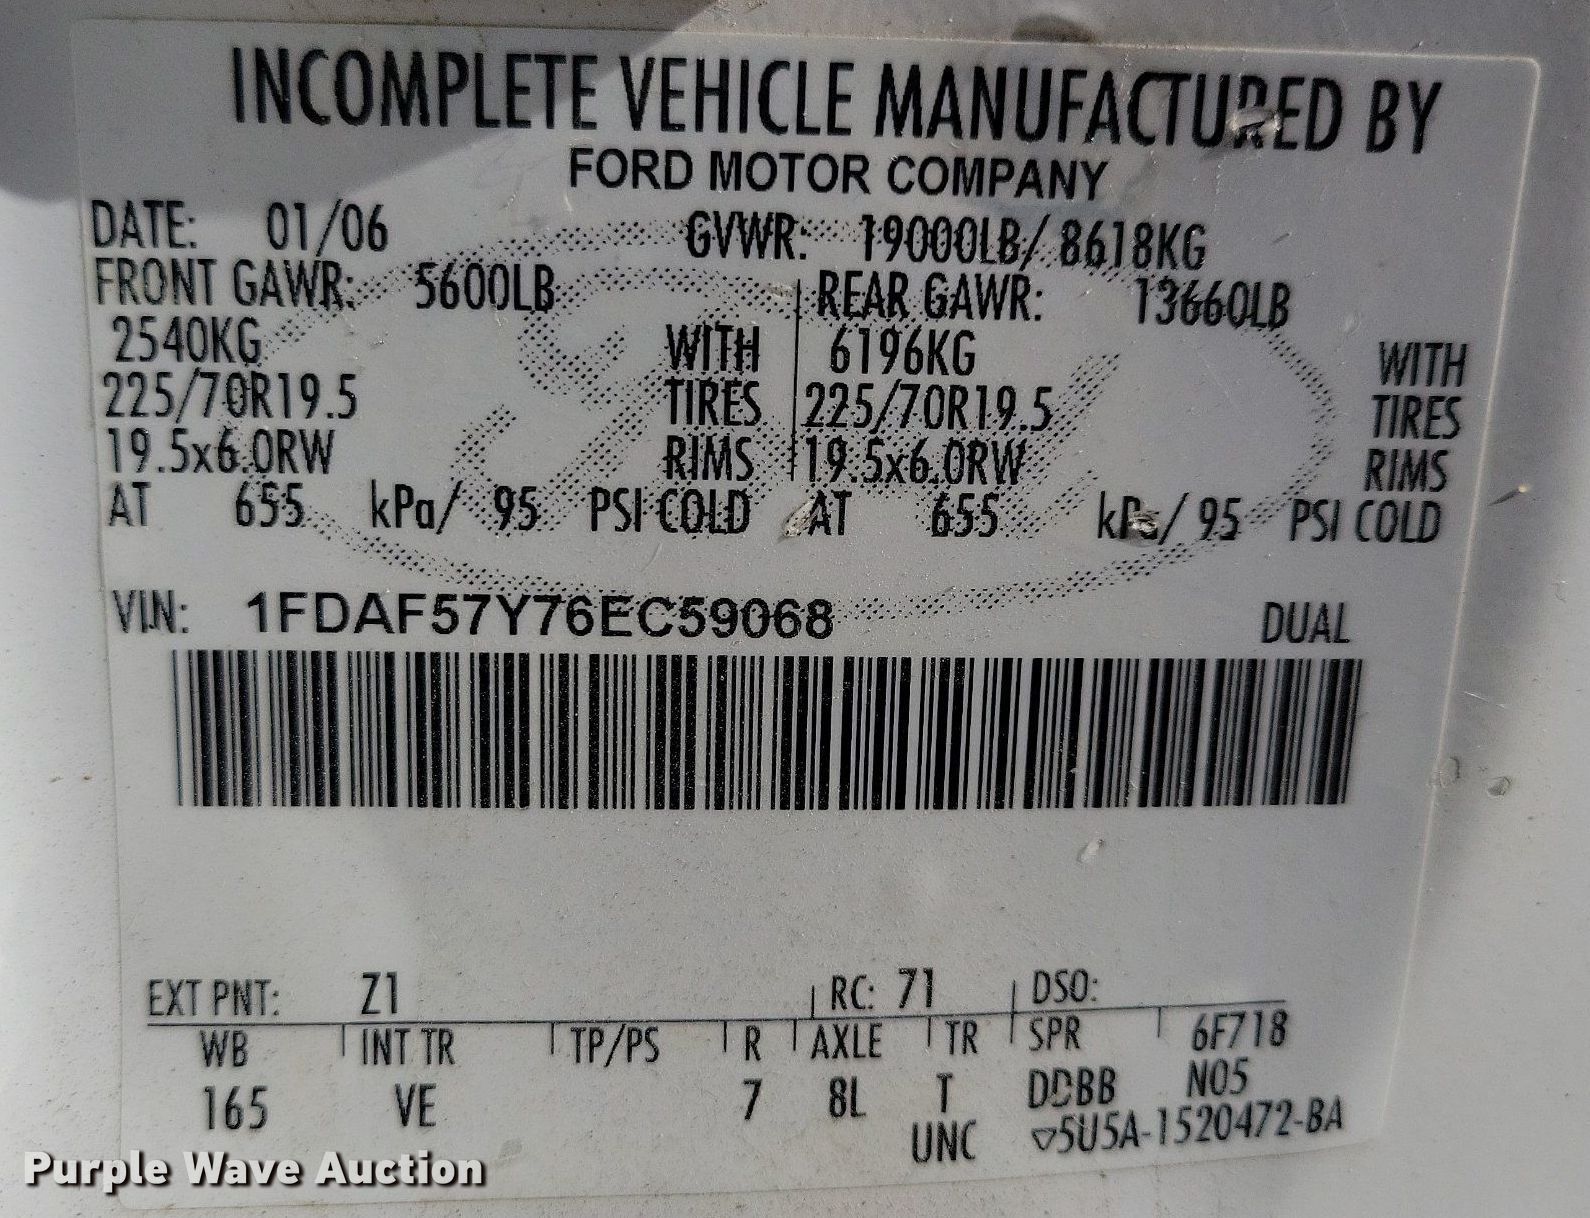 INCOMPLETE VEHICLE MANUFACTURED BY
FORD MOTOR COMPANY
DATE: 01/06 GVWR: 19000LB/ 8618KG
FRONT GAWR: 5600LB REAR GAWR: 13660LB
2540KG WITH 6196KG WITH
225/70R19.5 TIRES 225/70R19.5 TIRES
19.5x6.0RW RIMS 19.5x6.0RW RIMS
AT 655 kPa/ 95 PSI COLD AT 655 kPa/ 95 PSI COLD
VIN: 1FDAF57Y76EC59068 DUAL
EXT PNT: Z1 RC: 71 DSO:
WB INT TR TP/PS R AXLE TR SPR 6F718
165 VE 7 8L T DDBB N05
UNC ▽5U5A-1520472-BA
Purple Wave Auction